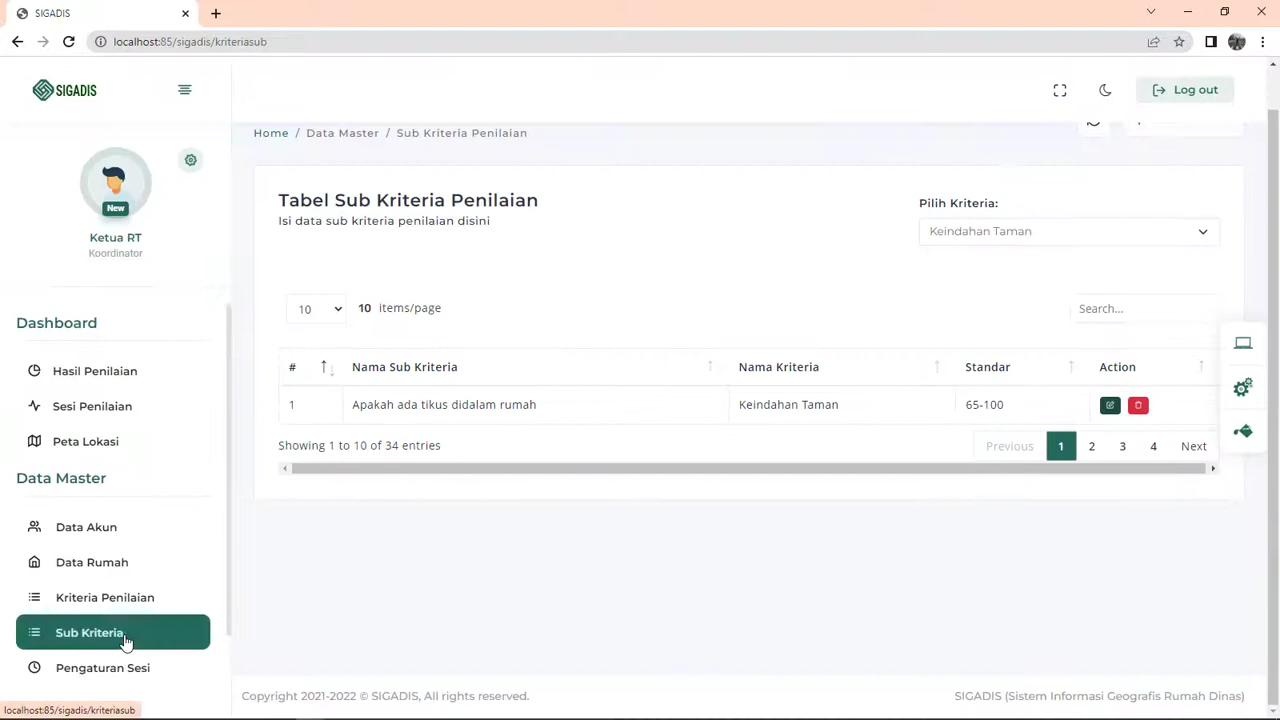 SIGADIS
localhost:85/sigadis/kriteriasub
SIGADIS
Log out
Home / Data Master / Sub Kriteria Penilaian
New
Ketua RT
Koordinator
Dashboard
Hasil Penilaian
Sesi Penilaian
Peta Lokasi
Data Master
Data Akun
Data Rumah
Kriteria Penilaian
Sub Kriteria
Pengaturan Sesi
localhost:85/sigadis/kriteriasub
Tabel Sub Kriteria Penilaian
Isi data sub kriteria penilaian disini
Pilih Kriteria:
Keindahan Taman
10 10 items/page
Search...
# Nama Sub Kriteria Nama Kriteria Standar Action
1 Apakah ada tikus didalam rumah Keindahan Taman 65-100
Showing 1 to 10 of 34 entries
Previous 1 2 3 4 Next
Copyright 2021-2022 © SIGADIS, All rights reserved.
SIGADIS (Sistem Informasi Geografis Rumah Dinas)